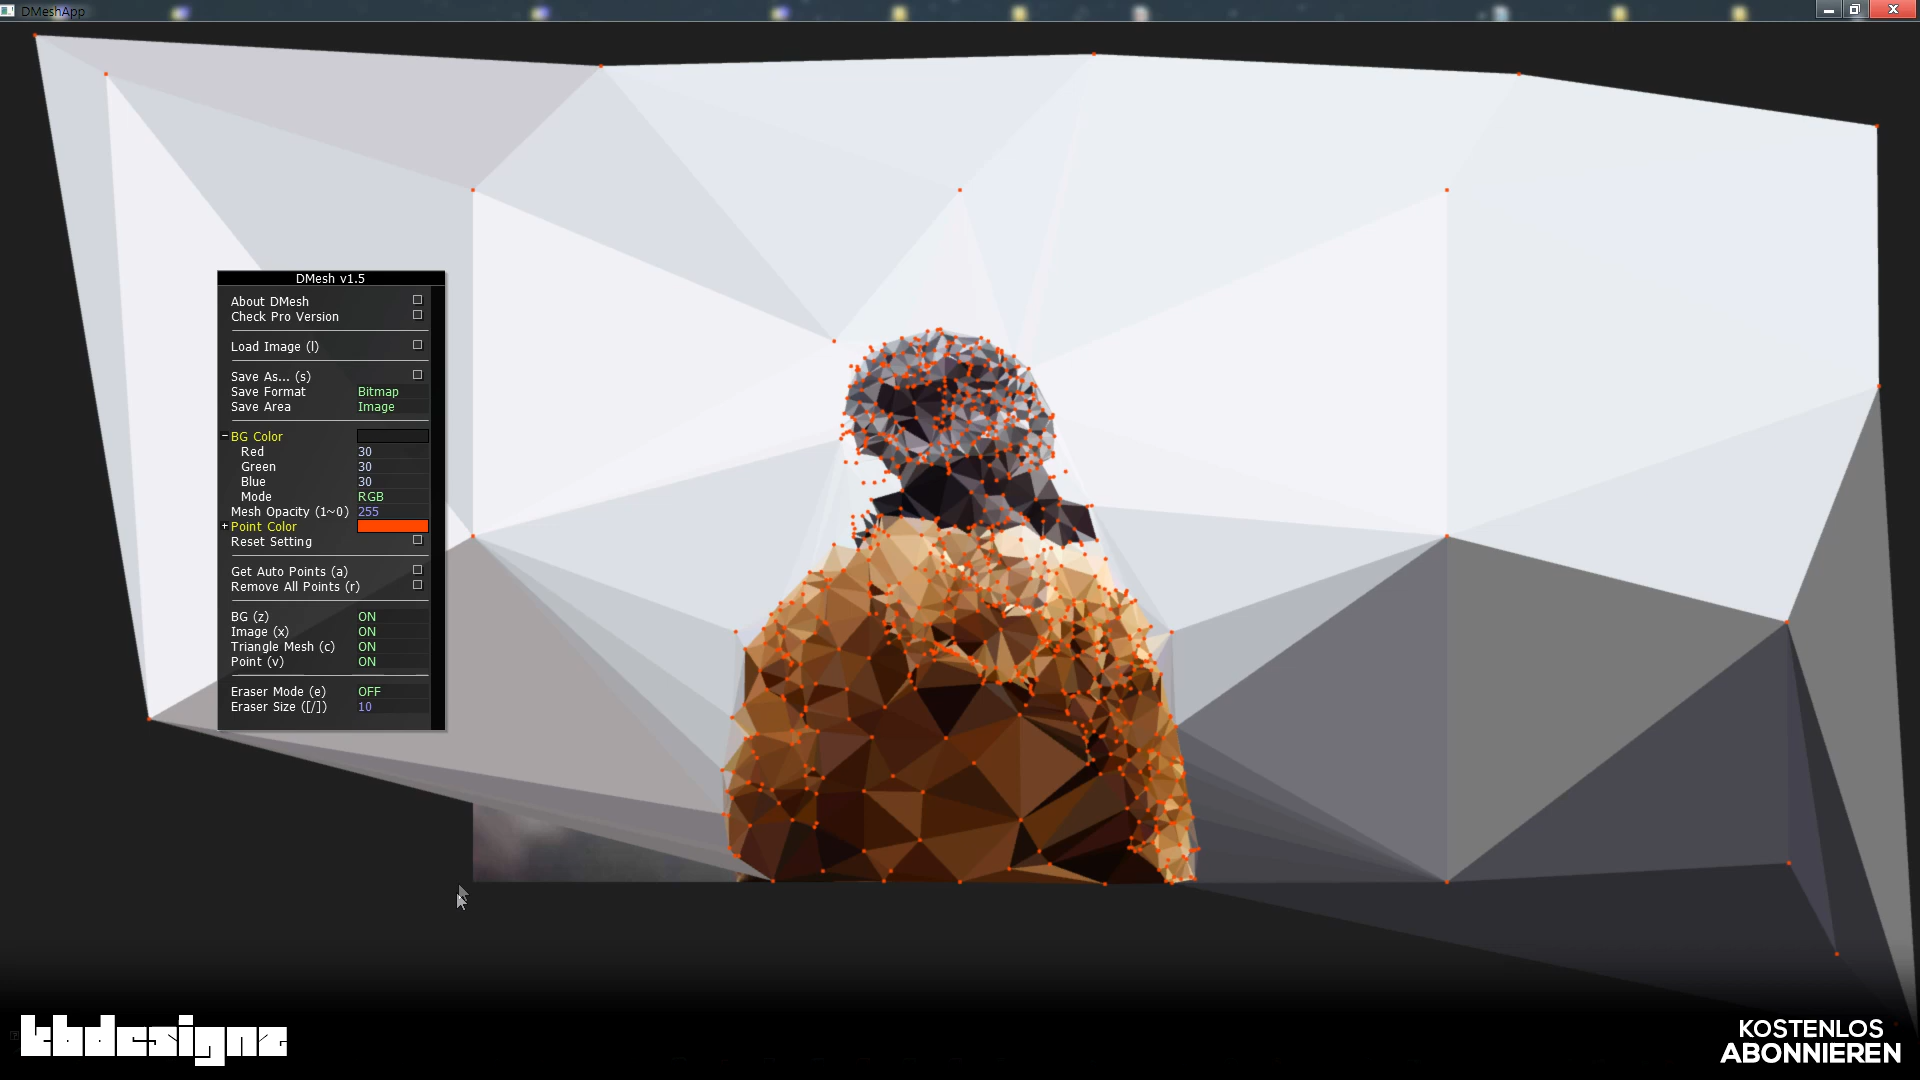 DMeshApp
DMesh v1.5
About DMesh
Check Pro Version
Load Image (l)
Save As... (s)
Save Format Bitmap
Save Area Image
BG Color
Red 30
Green 30
Blue 30
Mode RGB
Mesh Opacity (1~0) 255
Point Color
Reset Setting
Get Auto Points (a)
Remove All Points (r)
BG (z) ON
Image (x) ON
Triangle Mesh (c) ON
Point (v) ON
Eraser Mode (e) OFF
Eraser Size ([/]) 10
kbdesignz
KOSTENLOS
ABONNIEREN